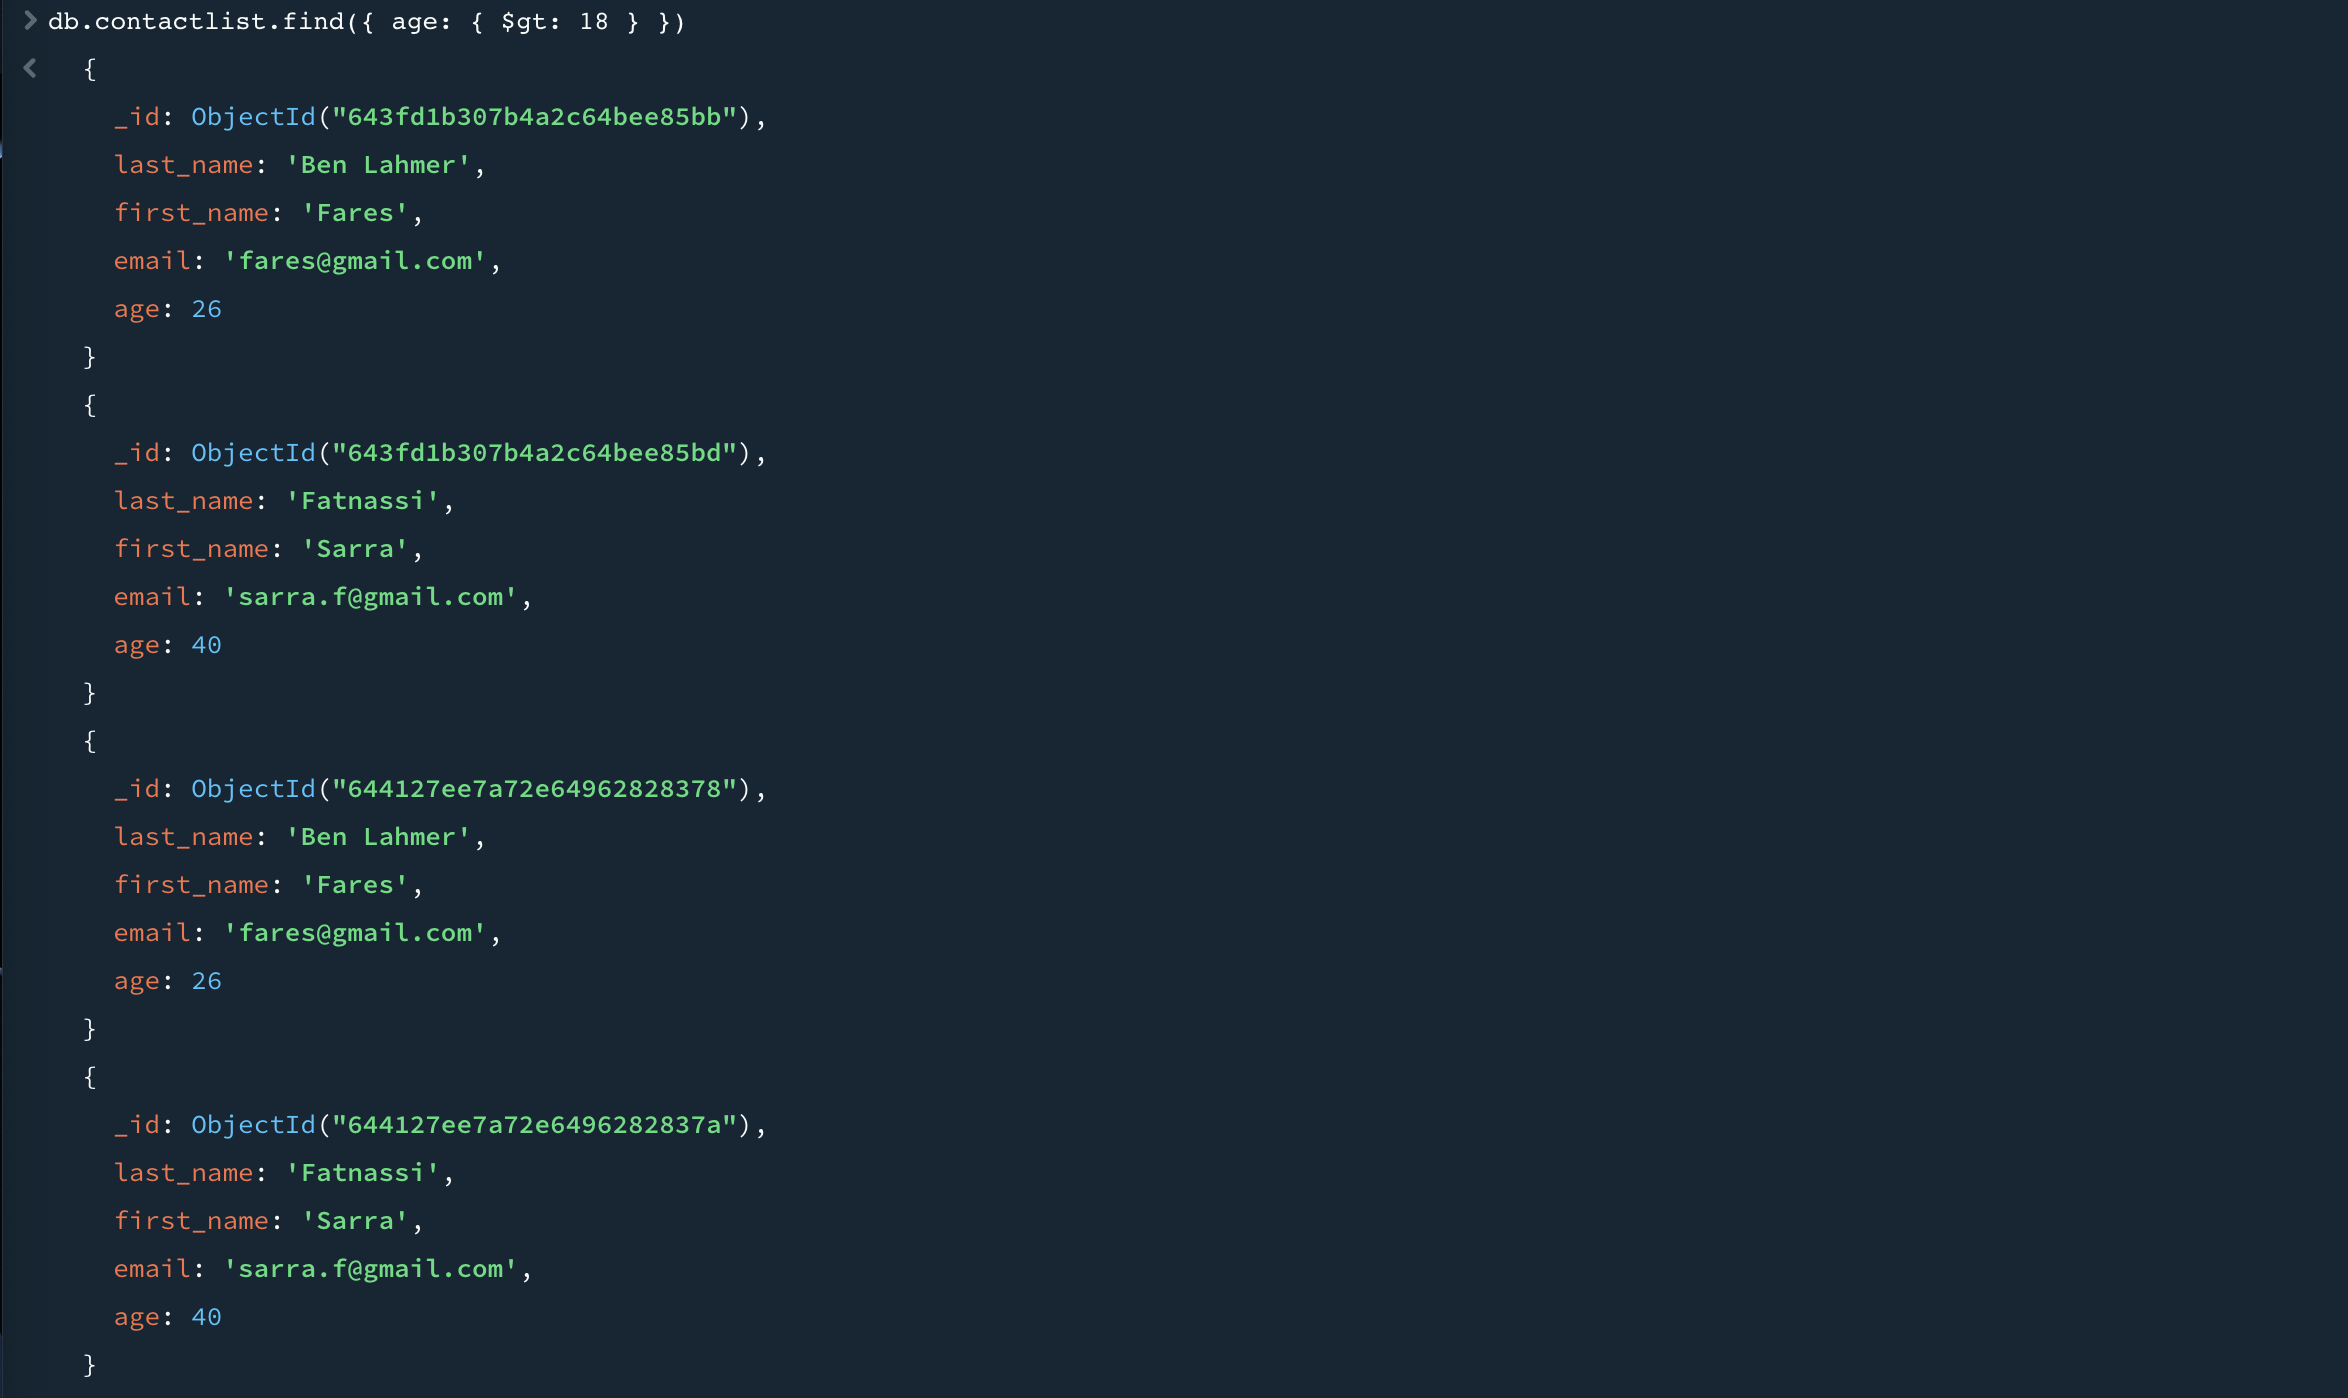 > db.contactlist.find({ age: { $gt: 18 } })
< {
_id: ObjectId("643fd1b307b4a2c64bee85bb"),
last_name: 'Ben Lahmer',
first_name: 'Fares',
email: 'fares@gmail.com',
age: 26
}
{
_id: ObjectId("643fd1b307b4a2c64bee85bd"),
last_name: 'Fatnassi',
first_name: 'Sarra',
email: 'sarra.f@gmail.com',
age: 40
}
{
_id: ObjectId("644127ee7a72e64962828378"),
last_name: 'Ben Lahmer',
first_name: 'Fares',
email: 'fares@gmail.com',
age: 26
}
{
_id: ObjectId("644127ee7a72e6496282837a"),
last_name: 'Fatnassi',
first_name: 'Sarra',
email: 'sarra.f@gmail.com',
age: 40
}